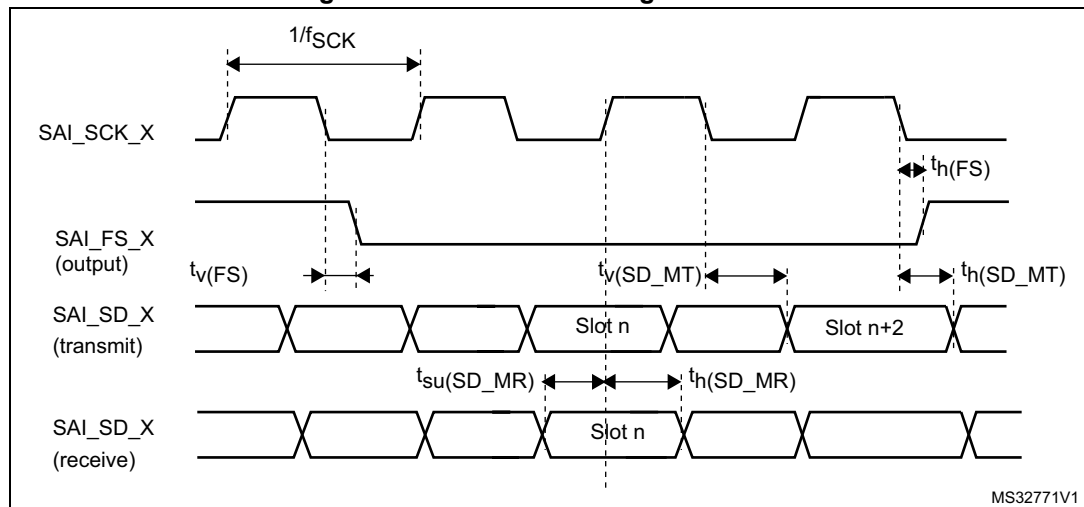 1/fSCK
SAI_SCK_X
th(FS)
SAI_FS_X
(output)
tv(FS)
tv(SD_MT)
th(SD_MT)
SAI_SD_X
(transmit)
Slot n
Slot n+2
tsu(SD_MR)
th(SD_MR)
SAI_SD_X
(receive)
Slot n
MS32771V1